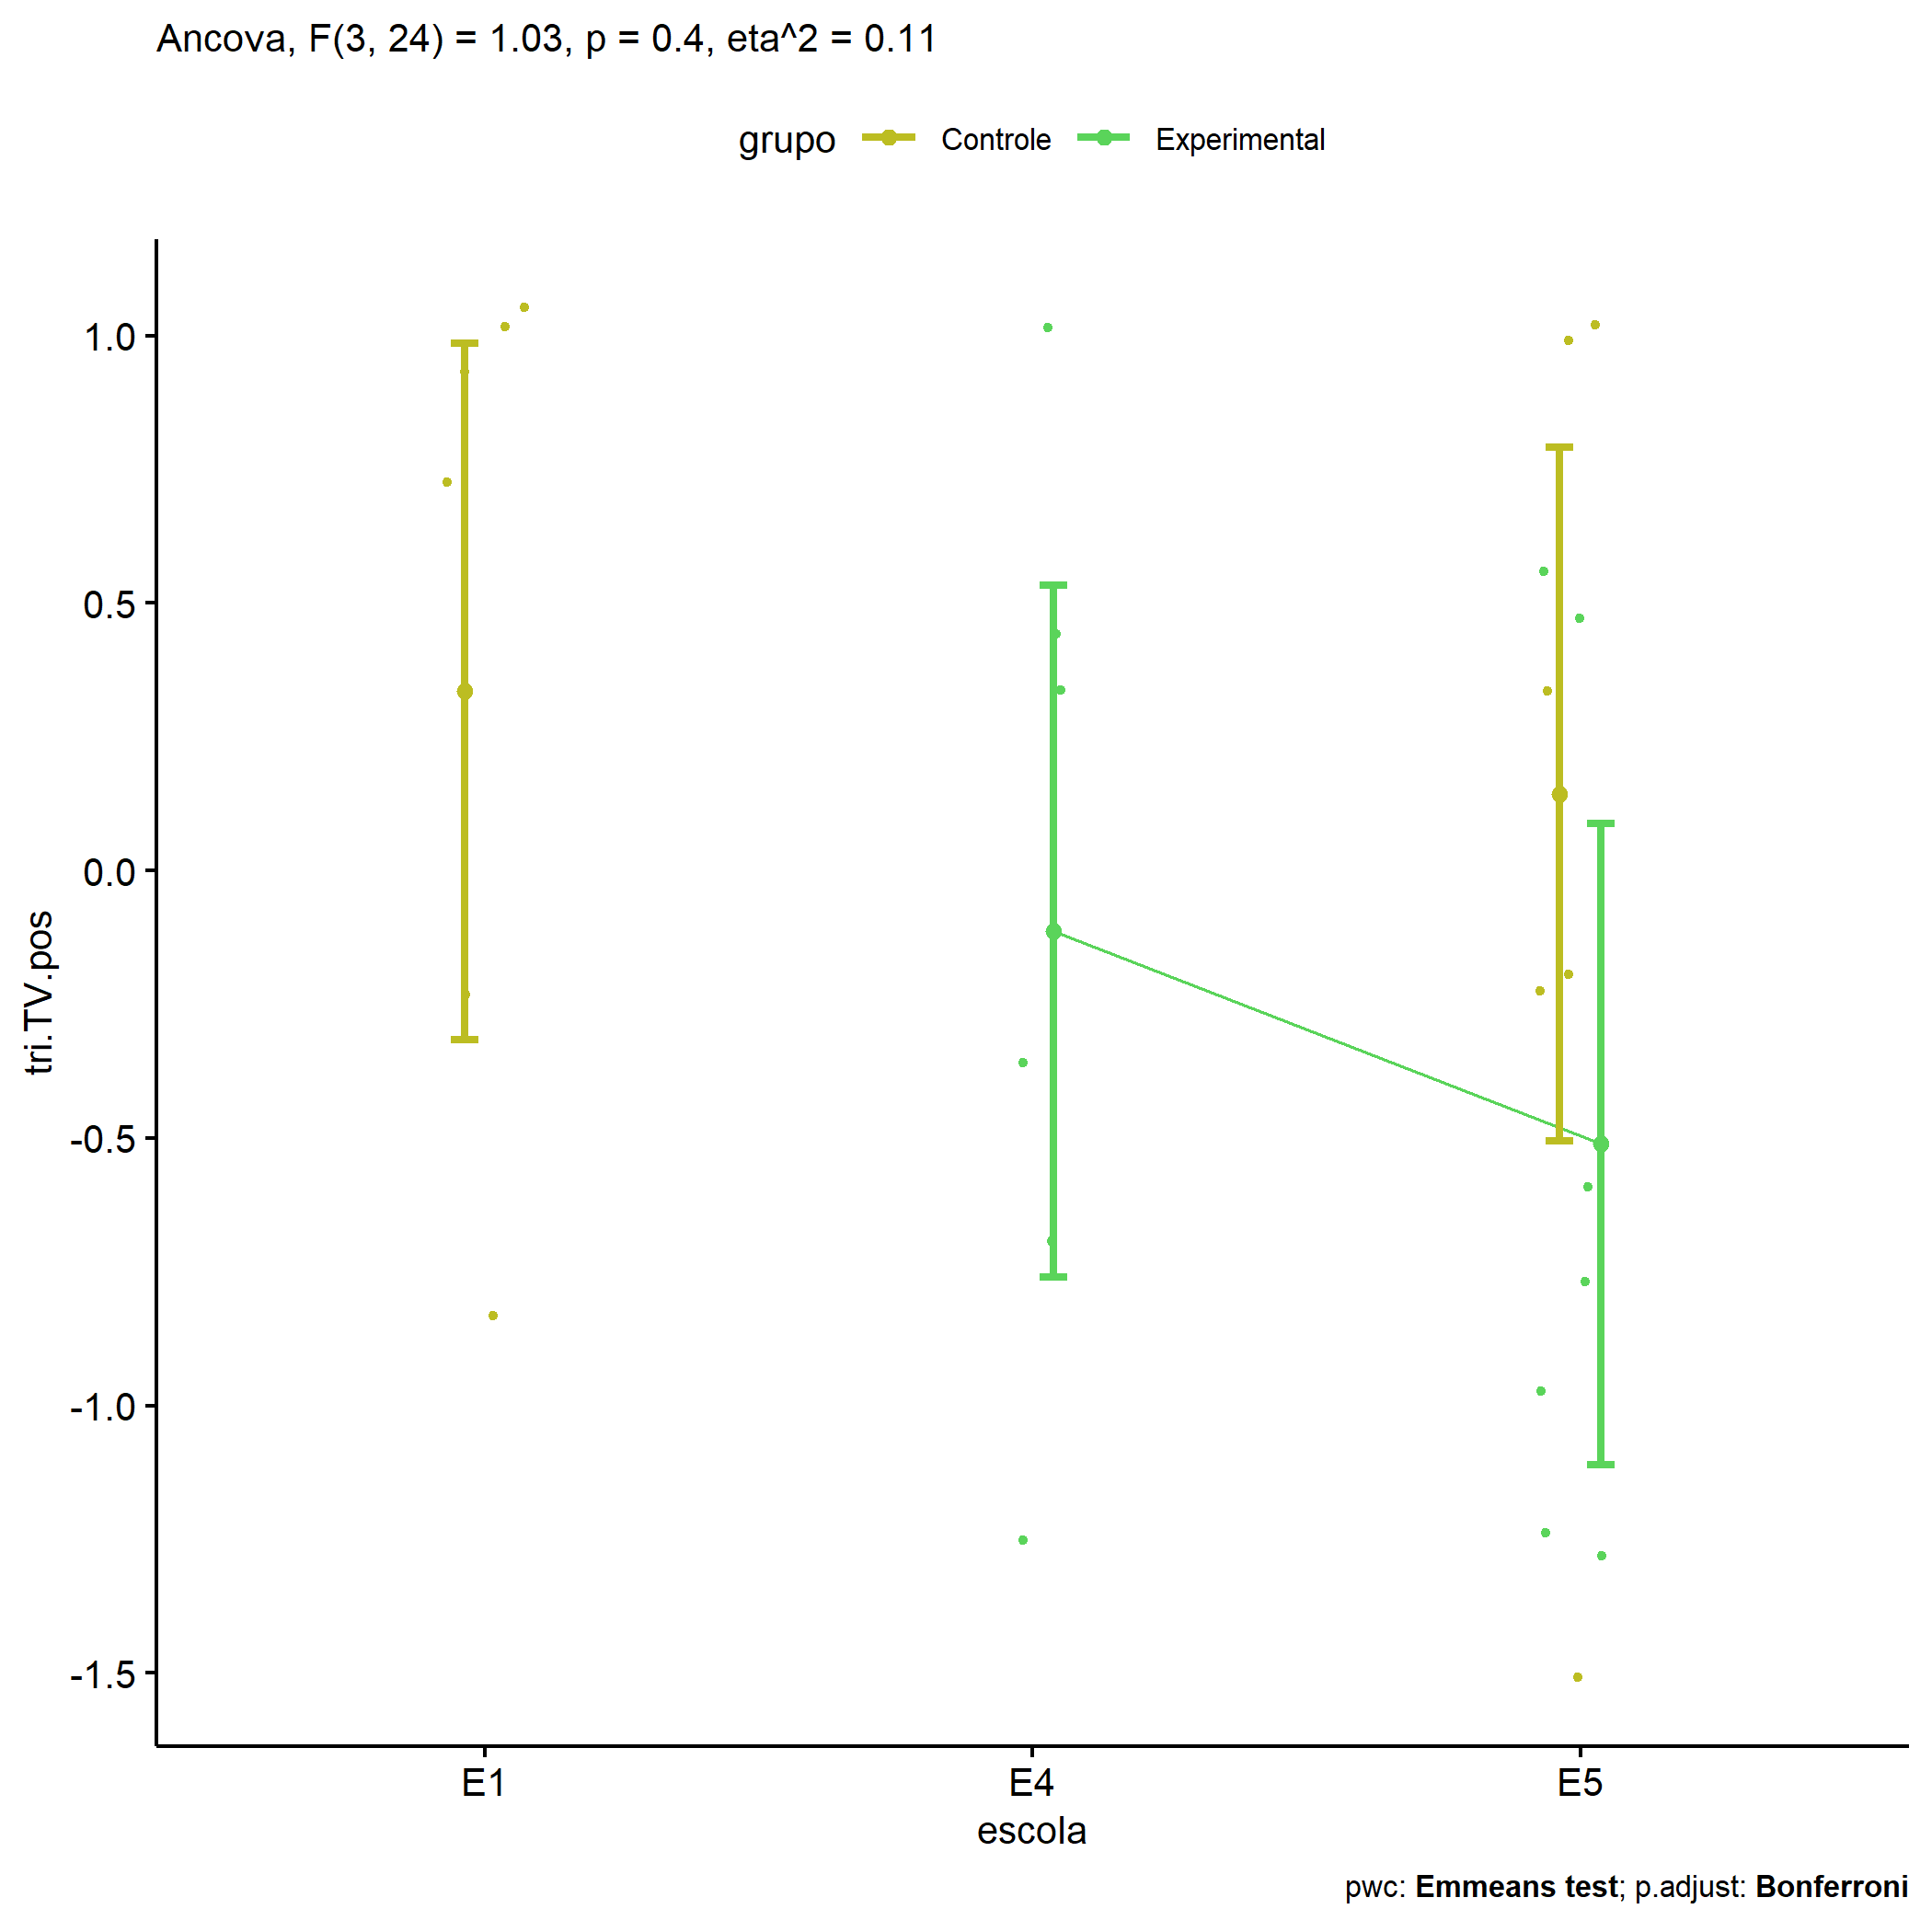 Ancova, F(3, 24) = 1.03, p = 0.4, eta^2 = 0.11
grupo Controle Experimental
1.0
0.5
0.0
-0.5
-1.0
-1.5
tri.TV.pos
E1 E4 E5
escola
pwc: Emmeans test; p.adjust: Bonferroni